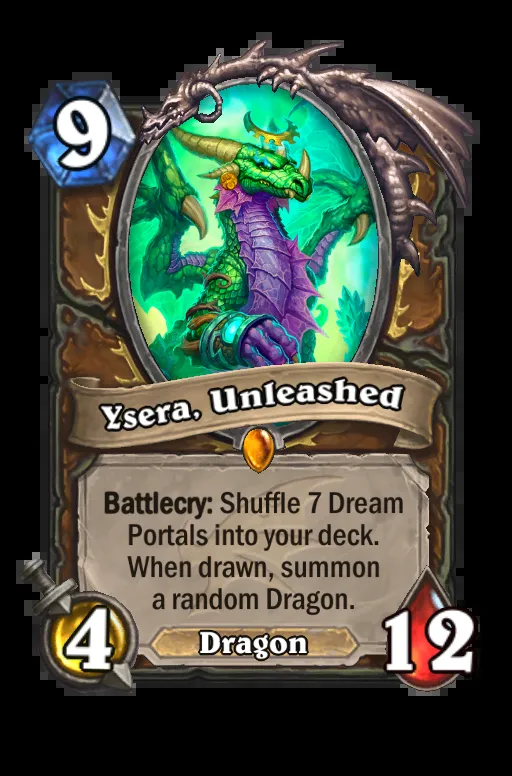 9
Ysera, Unleashed
Battlecry: Shuffle 7 Dream
Portals into your deck.
When drawn, summon
a random Dragon.
4
Dragon
12